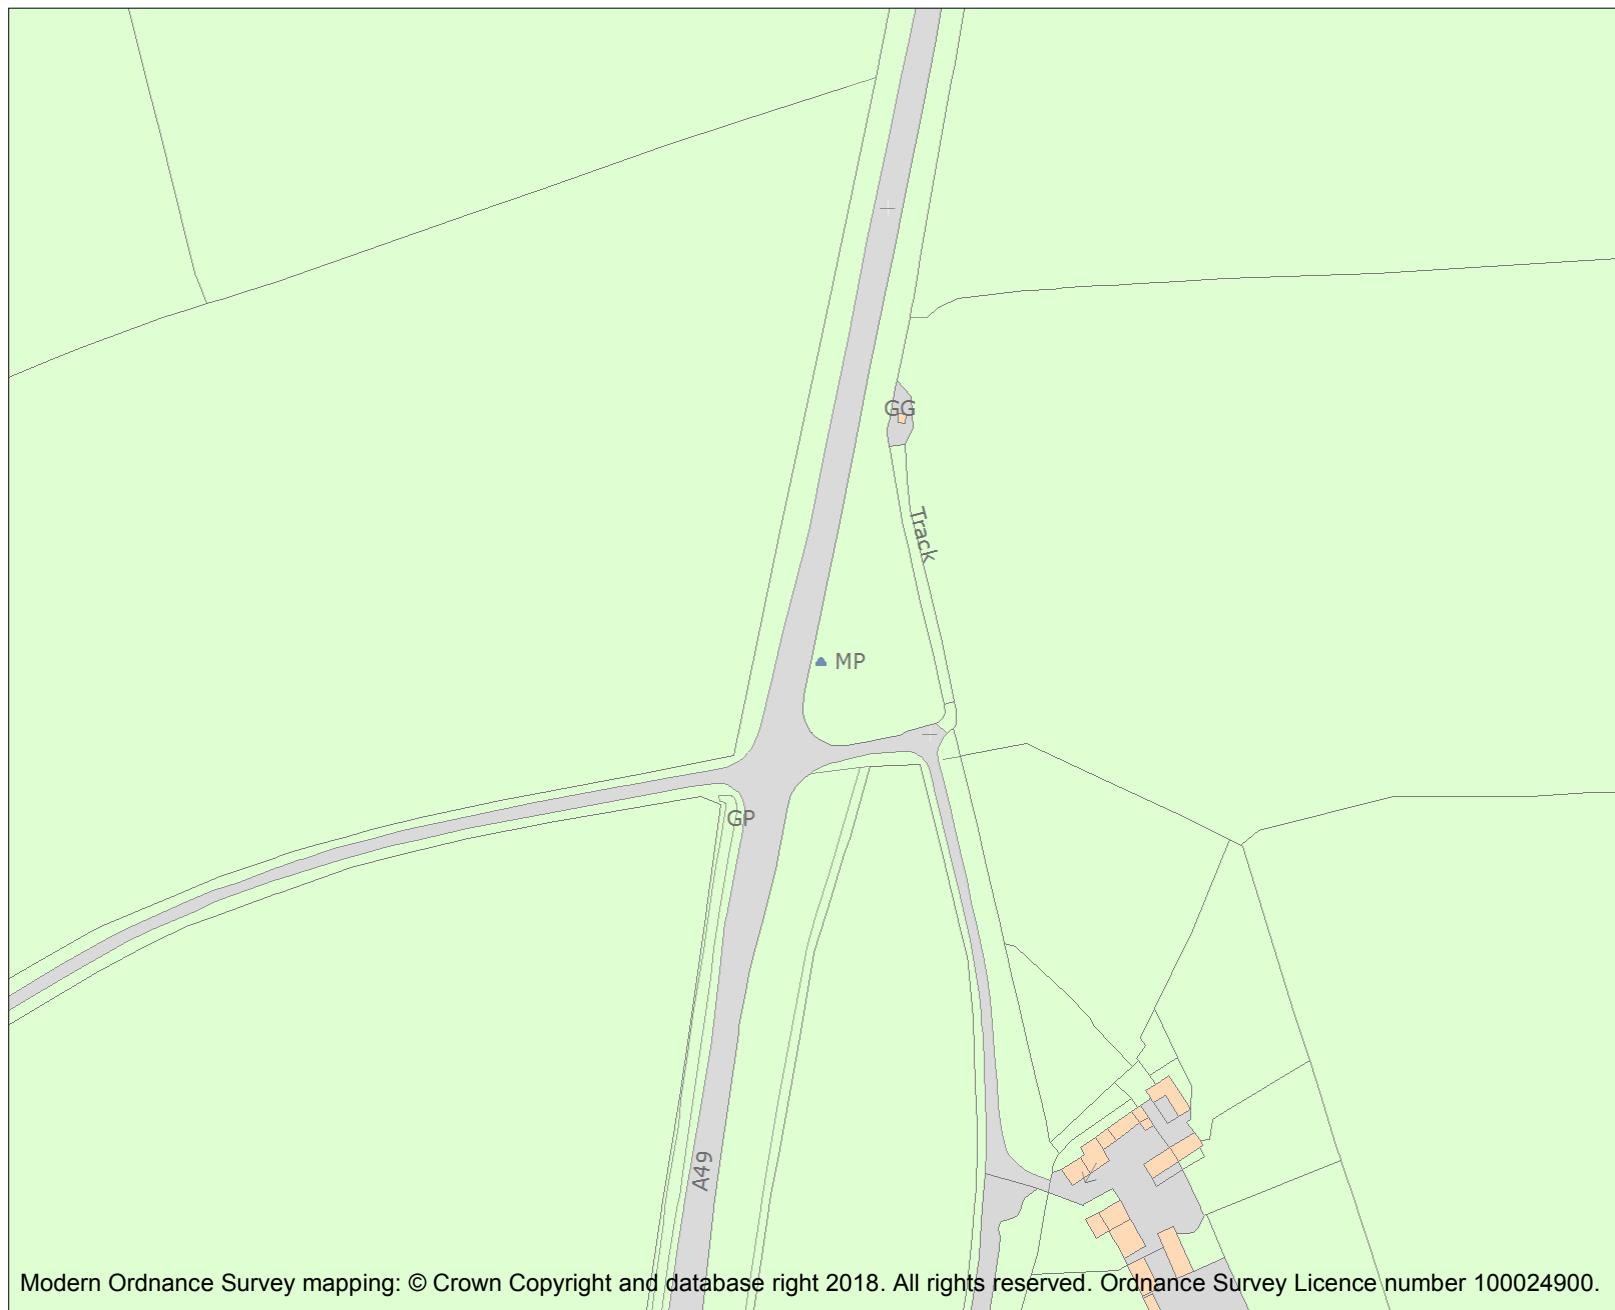 GG
Track
MP
GP
A49
Modern Ordnance Survey mapping: © Crown Copyright and database right 2018. All rights reserved. Ordnance Survey Licence number 100024900.